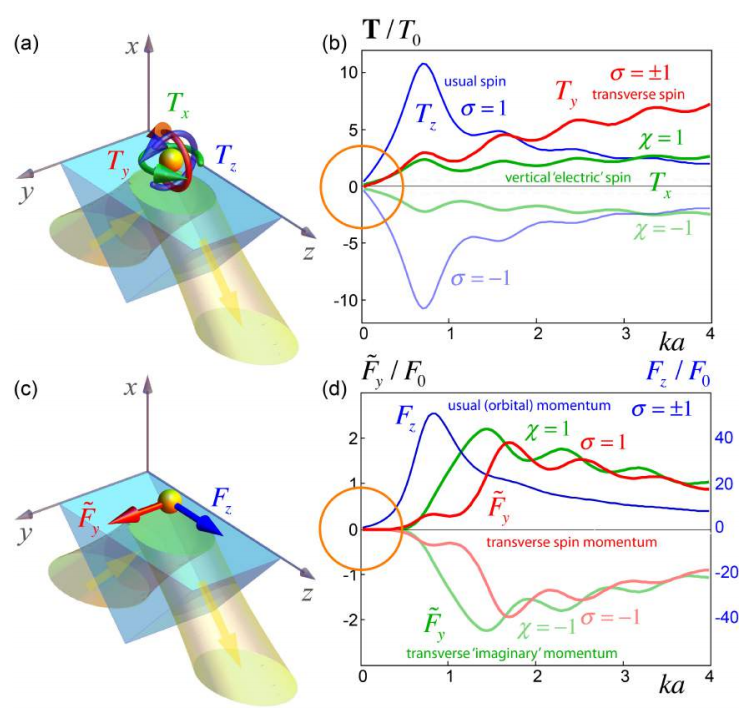 (a)
x
T_x
T_y
T_z
y
z
(b)
T / T_0
10
5
0
-5
-10
usual spin
T_z
σ = 1
T_y
σ = ±1
transverse spin
χ = 1
vertical 'electric' spin
T_x
χ = −1
σ = −1
0
1
2
3
4
ka
(c)
x
F̃_y
F_z
y
z
(d)
F̃_y / F_0
F_z / F_0
2
1
0
-1
-2
usual (orbital) momentum
σ = ±1
F_z
χ = 1
σ = 1
F̃_y
transverse spin momentum
F̃_y
χ = −1
σ = −1
transverse 'imaginary' momentum
40
20
0
-20
-40
0
1
2
3
4
ka